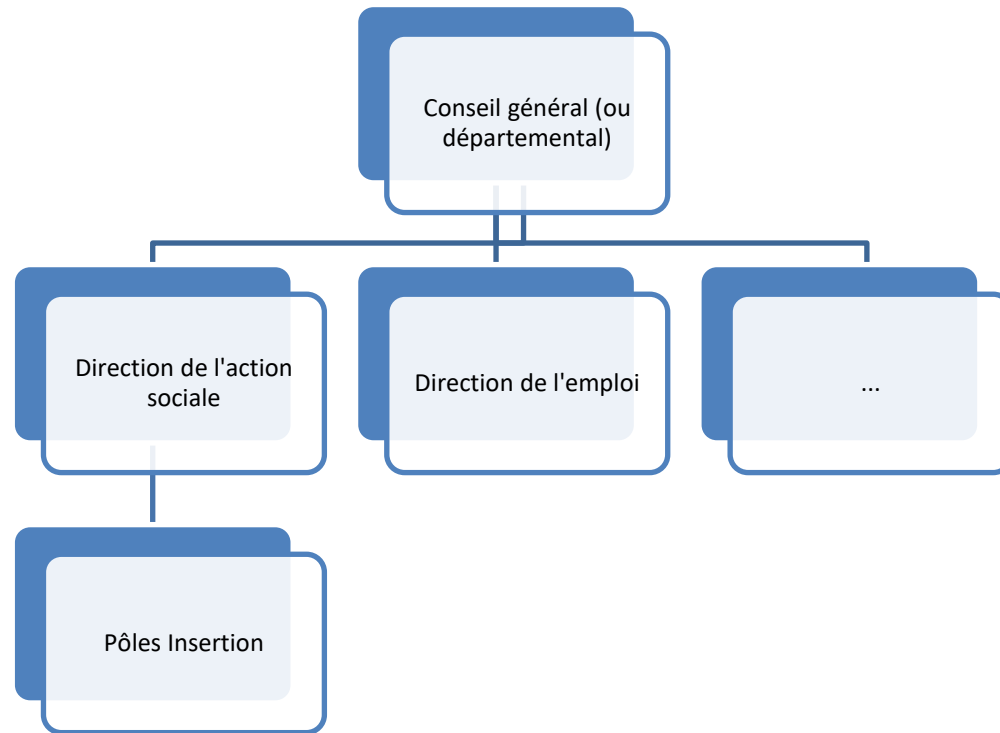 Conseil général (ou
départemental)
Direction de l'action
sociale
Direction de l'emploi
...
Pôles Insertion